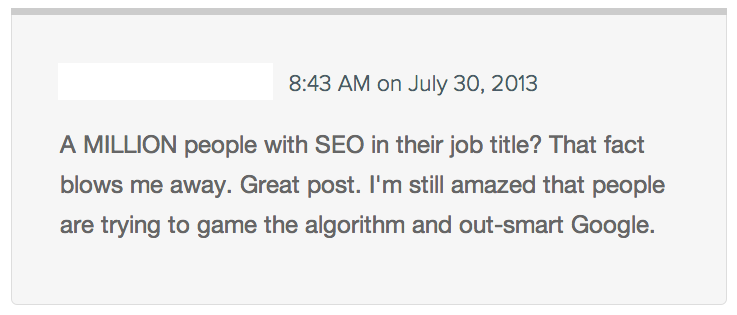 8:43 AM on July 30, 2013
A MILLION people with SEO in their job title? That fact
blows me away. Great post. I'm still amazed that people
are trying to game the algorithm and out-smart Google.